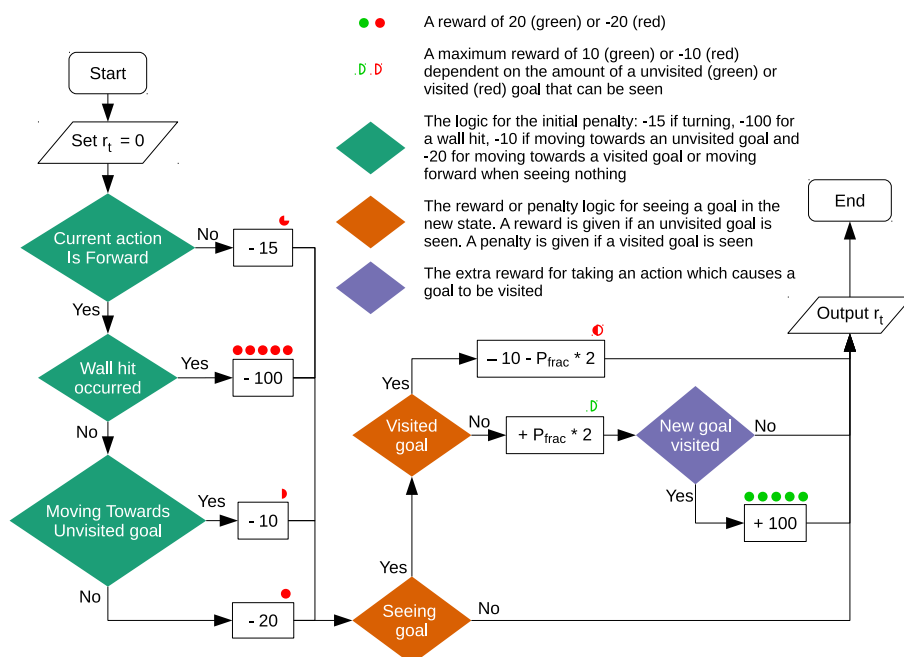 A reward of 20 (green) or -20 (red)
A maximum reward of 10 (green) or -10 (red)
dependent on the amount of a unvisited (green) or
visited (red) goal that can be seen
The logic for the initial penalty: -15 if turning, -100 for
a wall hit, -10 if moving towards an unvisited goal and
-20 for moving towards a visited goal or moving
forward when seeing nothing
The reward or penalty logic for seeing a goal in the
new state. A reward is given if an unvisited goal is
seen. A penalty is given if a visited goal is seen
The extra reward for taking an action which causes a
goal to be visited
Start
Set r_t = 0
Current action
Is Forward
No
- 15
Yes
Wall hit
occurred
Yes
- 100
No
Moving Towards
Unvisited goal
Yes
- 10
No
- 20
Seeing
goal
No
Yes
Visited
goal
Yes
– 10 - P_frac * 2
No
+ P_frac * 2
New goal
visited
No
Yes
+ 100
Output r_t
End